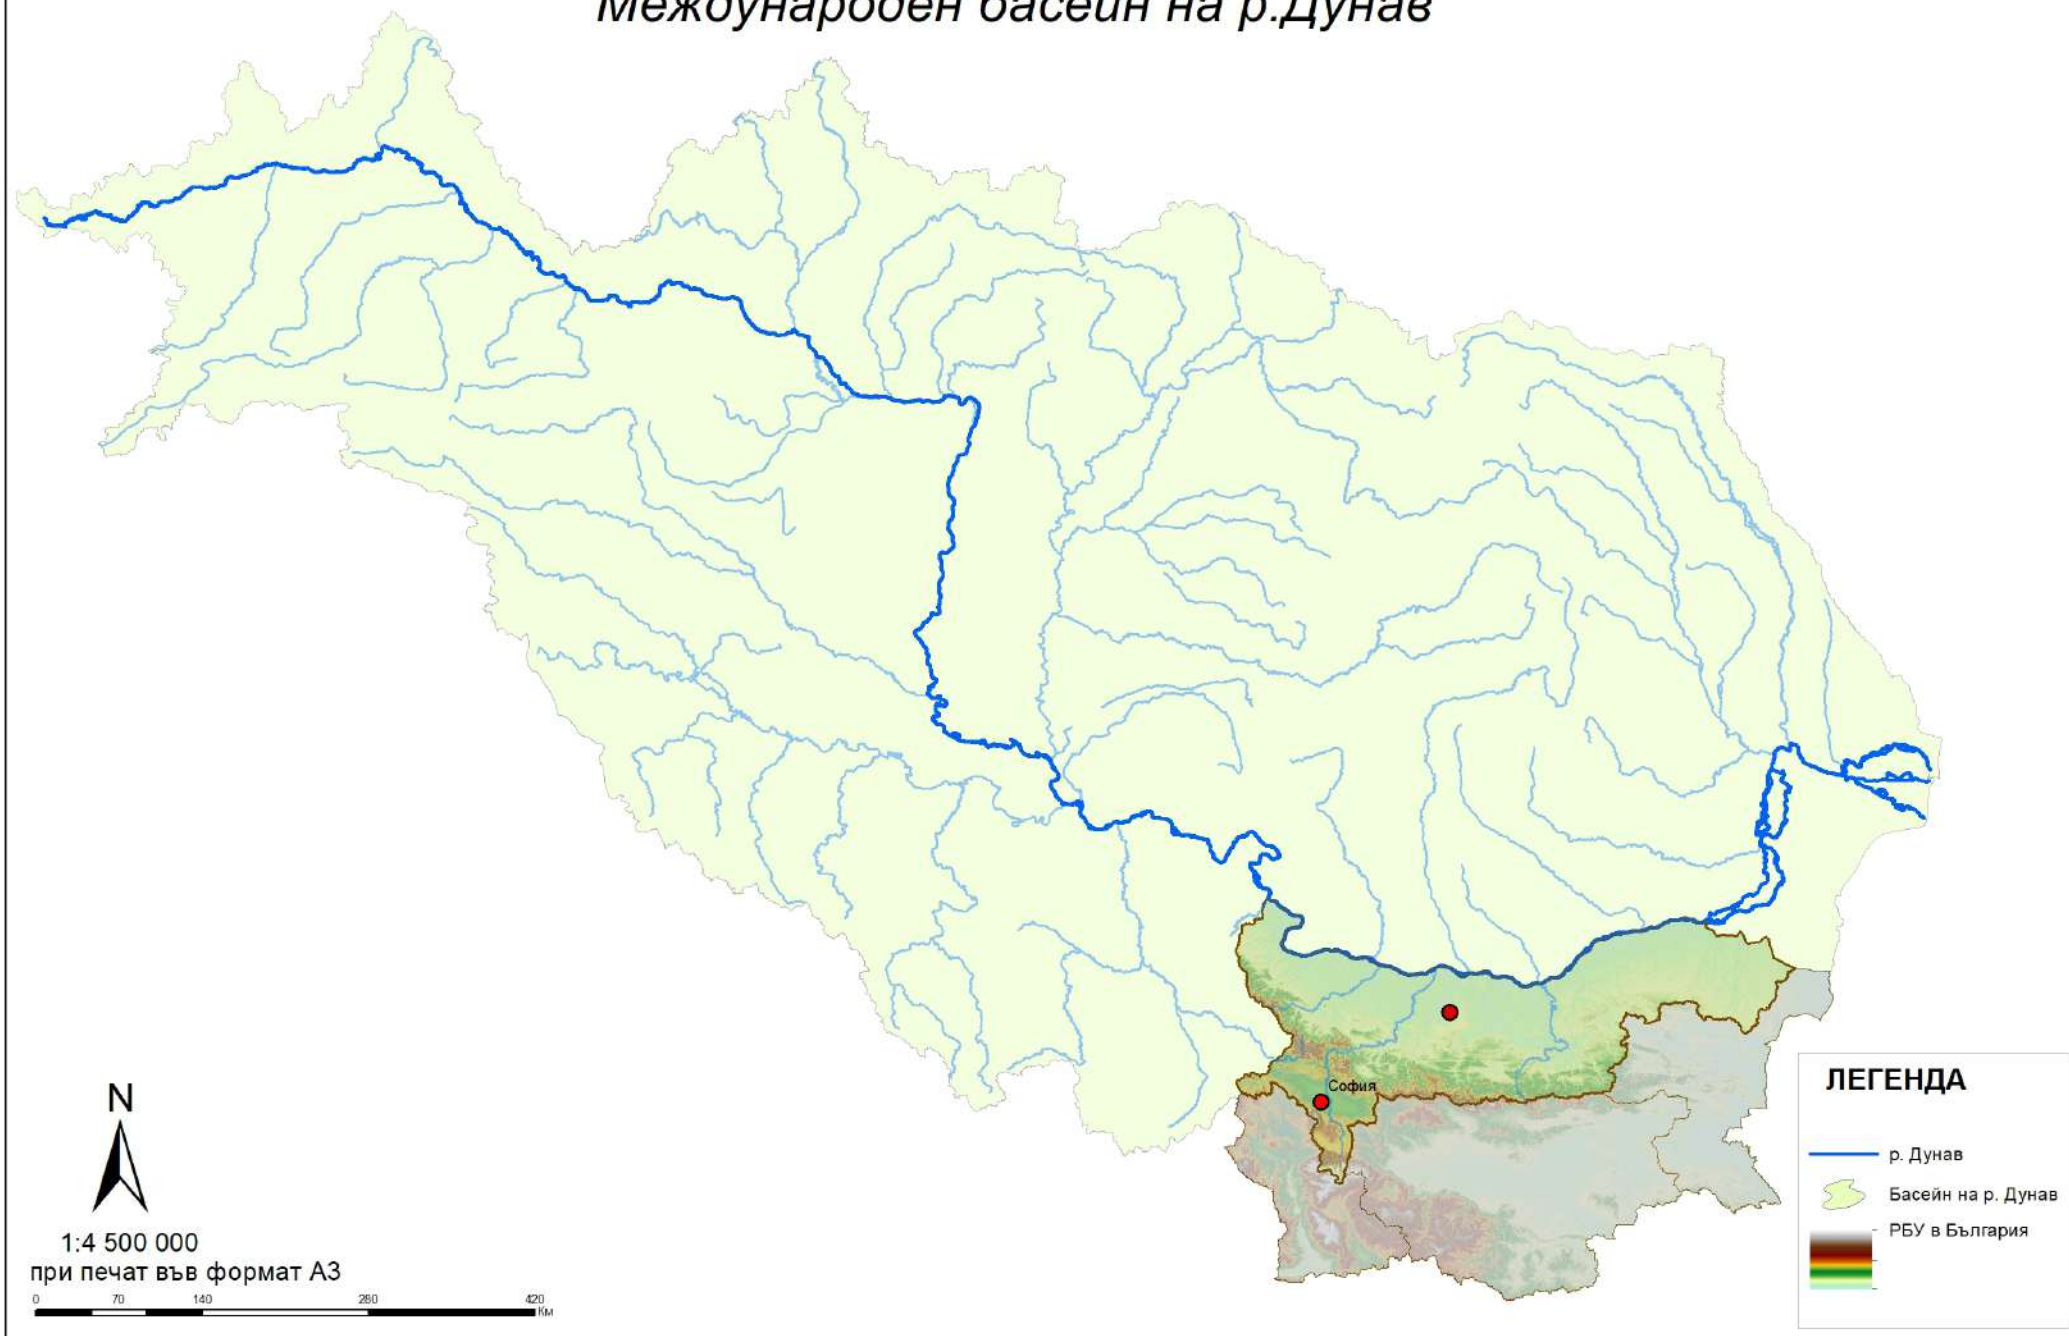 Международен басейн на р.Дунав
София
N
1:4 500 000
при печат във формат А3
0 70 140 280 420
Км
ЛЕГЕНДА
р. Дунав
Басейн на р. Дунав
РБУ в България